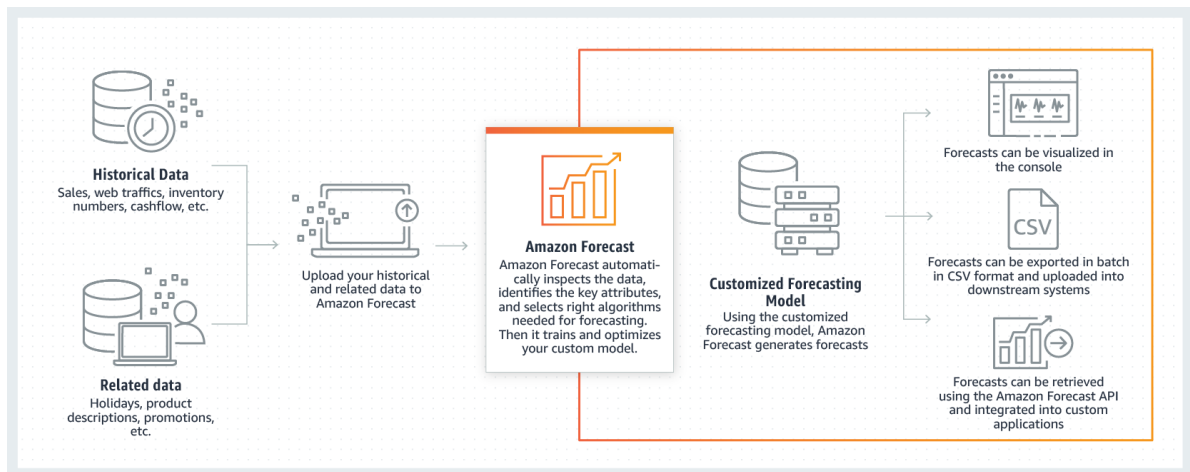 Historical Data
Sales, web traffics, inventory
numbers, cashflow, etc.
Related data
Holidays, product
descriptions, promotions,
etc.
Upload your historical
and related data to
Amazon Forecast
Amazon Forecast
Amazon Forecast automati-
cally inspects the data,
identifies the key attributes,
and selects right algorithms
needed for forecasting.
Then it trains and optimizes
your custom model.
Customized Forecasting
Model
Using the customized
forecasting model, Amazon
Forecast generates forecasts
Forecasts can be visualized in
the console
CSV
Forecasts can be exported in batch
in CSV format and uploaded into
downstream systems
Forecasts can be retrieved
using the Amazon Forecast API
and integrated into custom
applications